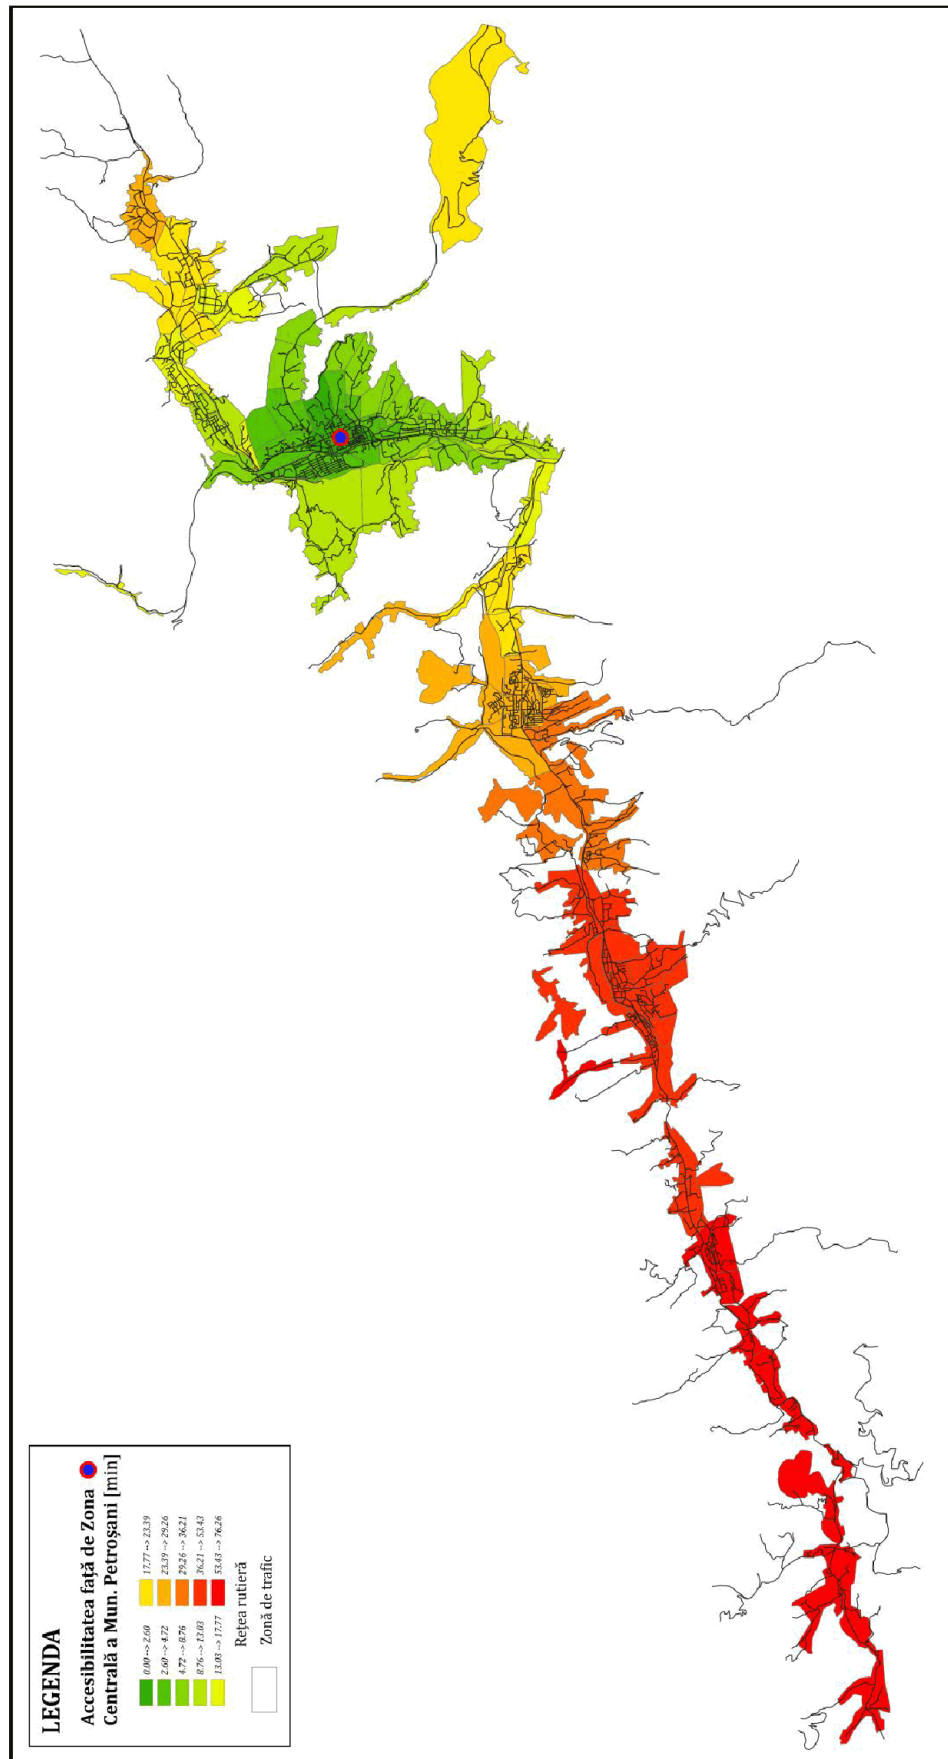 LEGENDA
Accesibilitatea față de Zona
Centrală a Mun. Petroșani [min]
0.00 --> 2.60
2.60 --> 4.72
4.72 --> 8.76
8.76 --> 13.03
13.03 --> 17.77
17.77 --> 23.39
23.39 --> 29.26
29.26 --> 36.21
36.21 --> 53.43
53.43 --> 76.26
Rețea rutieră
Zonă de trafic